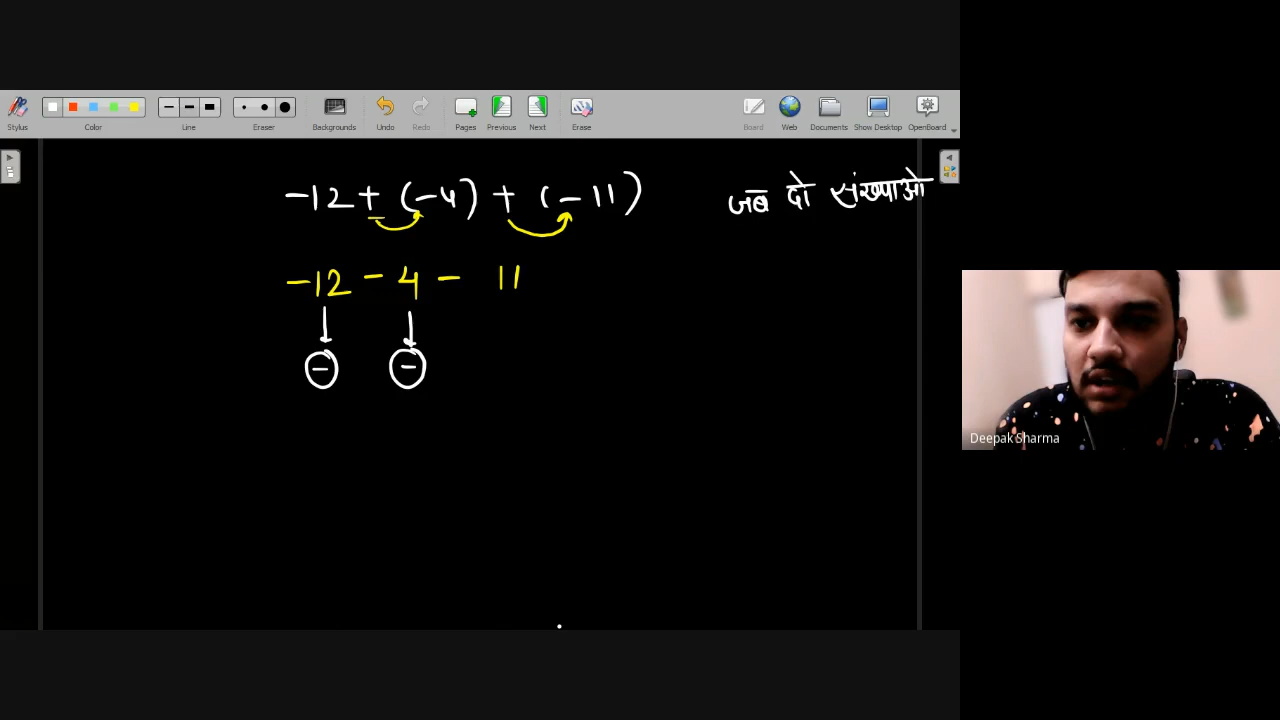 Stylus
Color
Line
Eraser
Backgrounds
Undo
Redo
Pages
Previous
Next
Erase
Board
Web
Documents
Show Desktop
OpenBoard
-12 + (-4) + (-11)
जब दो संख्याओ
-12 - 4 - 11
- -
Deepak Sharma